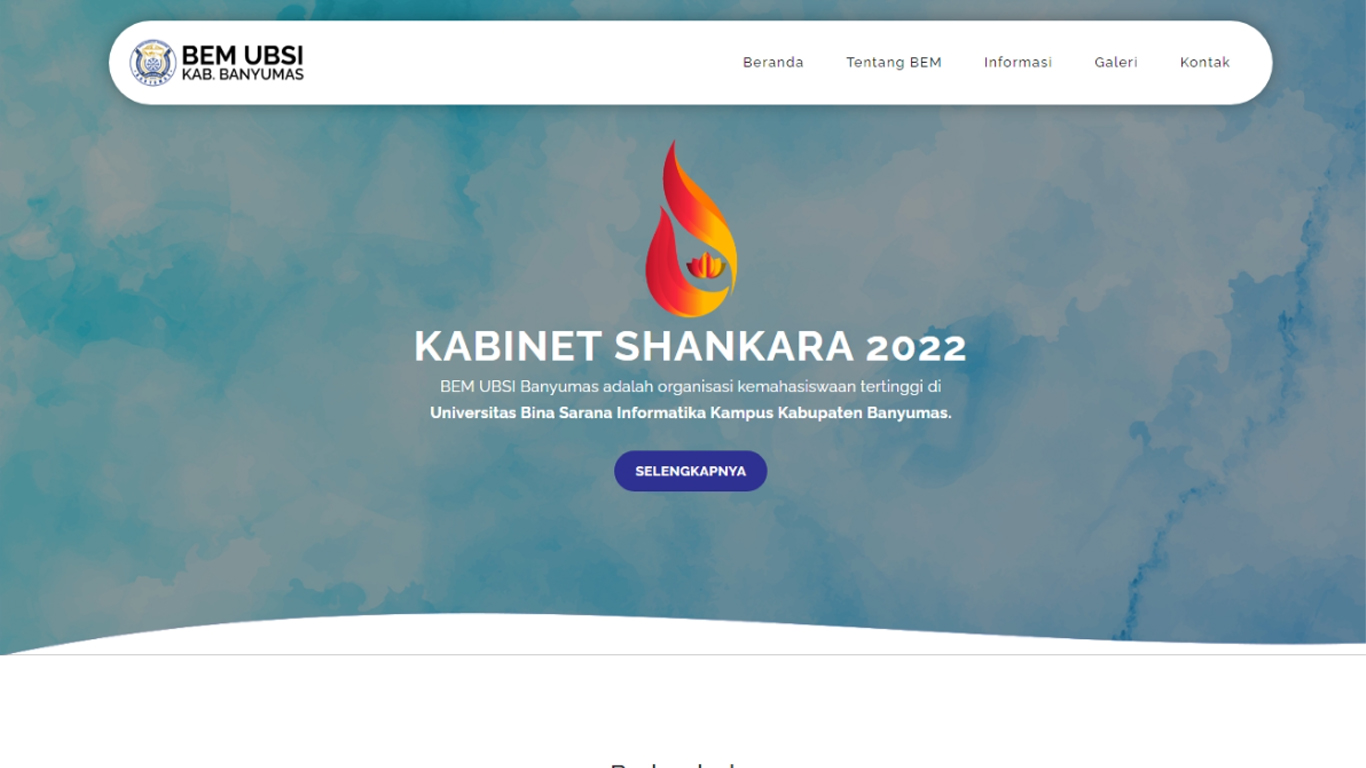 BEM UBSI
KAB. BANYUMAS
Beranda
Tentang BEM
Informasi
Galeri
Kontak
KABINET SHANKARA 2022
BEM UBSI Banyumas adalah organisasi kemahasiswaan tertinggi di
Universitas Bina Sarana Informatika Kampus Kabupaten Banyumas.
SELENGKAPNYA